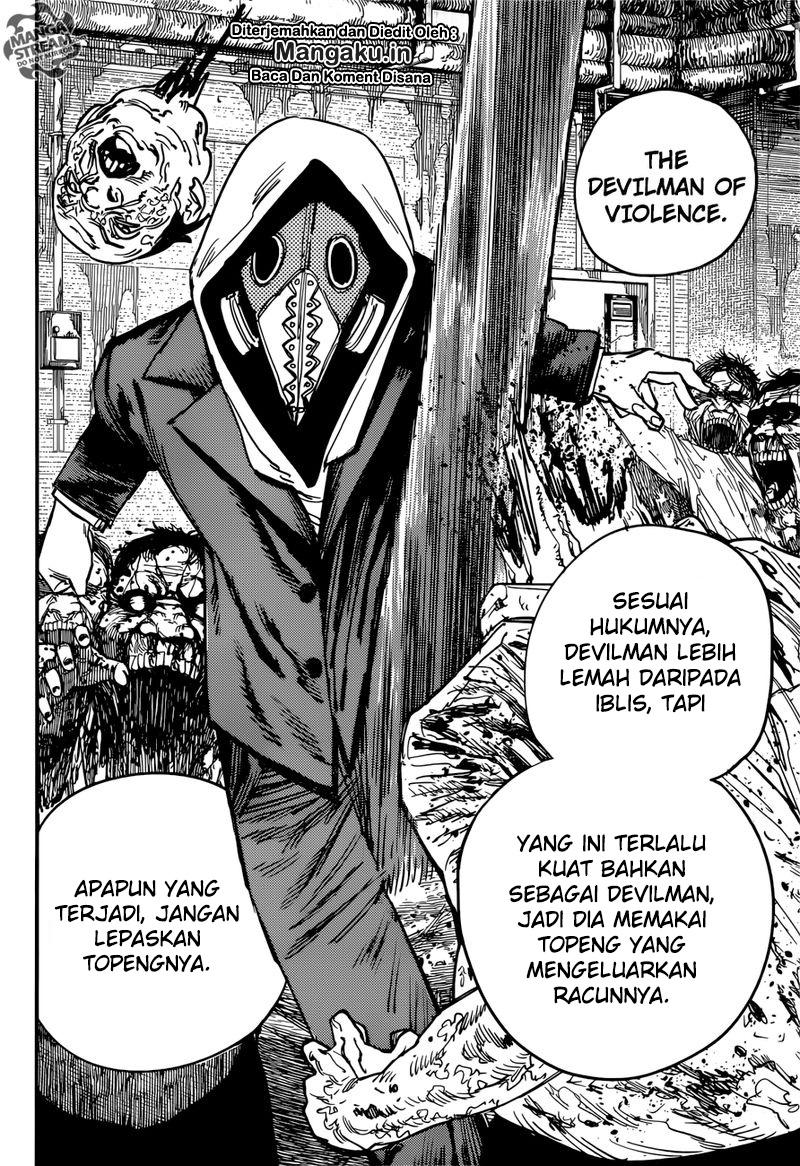 MANGA
STREAM
DO NOT
Diterjemahkan dan Diedit Oleh:
Mangaku.In
Baca Dan Koment Disana
THE
DEVILMAN OF
VIOLENCE.
SESUAI
HUKUMNYA,
DEVILMAN LEBIH
LEMAH DARIPADA
IBLIS, TAPI
YANG INI TERLALU
KUAT BAHKAN
SEBAGAI DEVILMAN,
JADI DIA MEMAKAI
TOPENG YANG
MENGELUARKAN
RACUNNYA.
APAPUN YANG
TERJADI, JANGAN
LEPASKAN
TOPENGNYA.